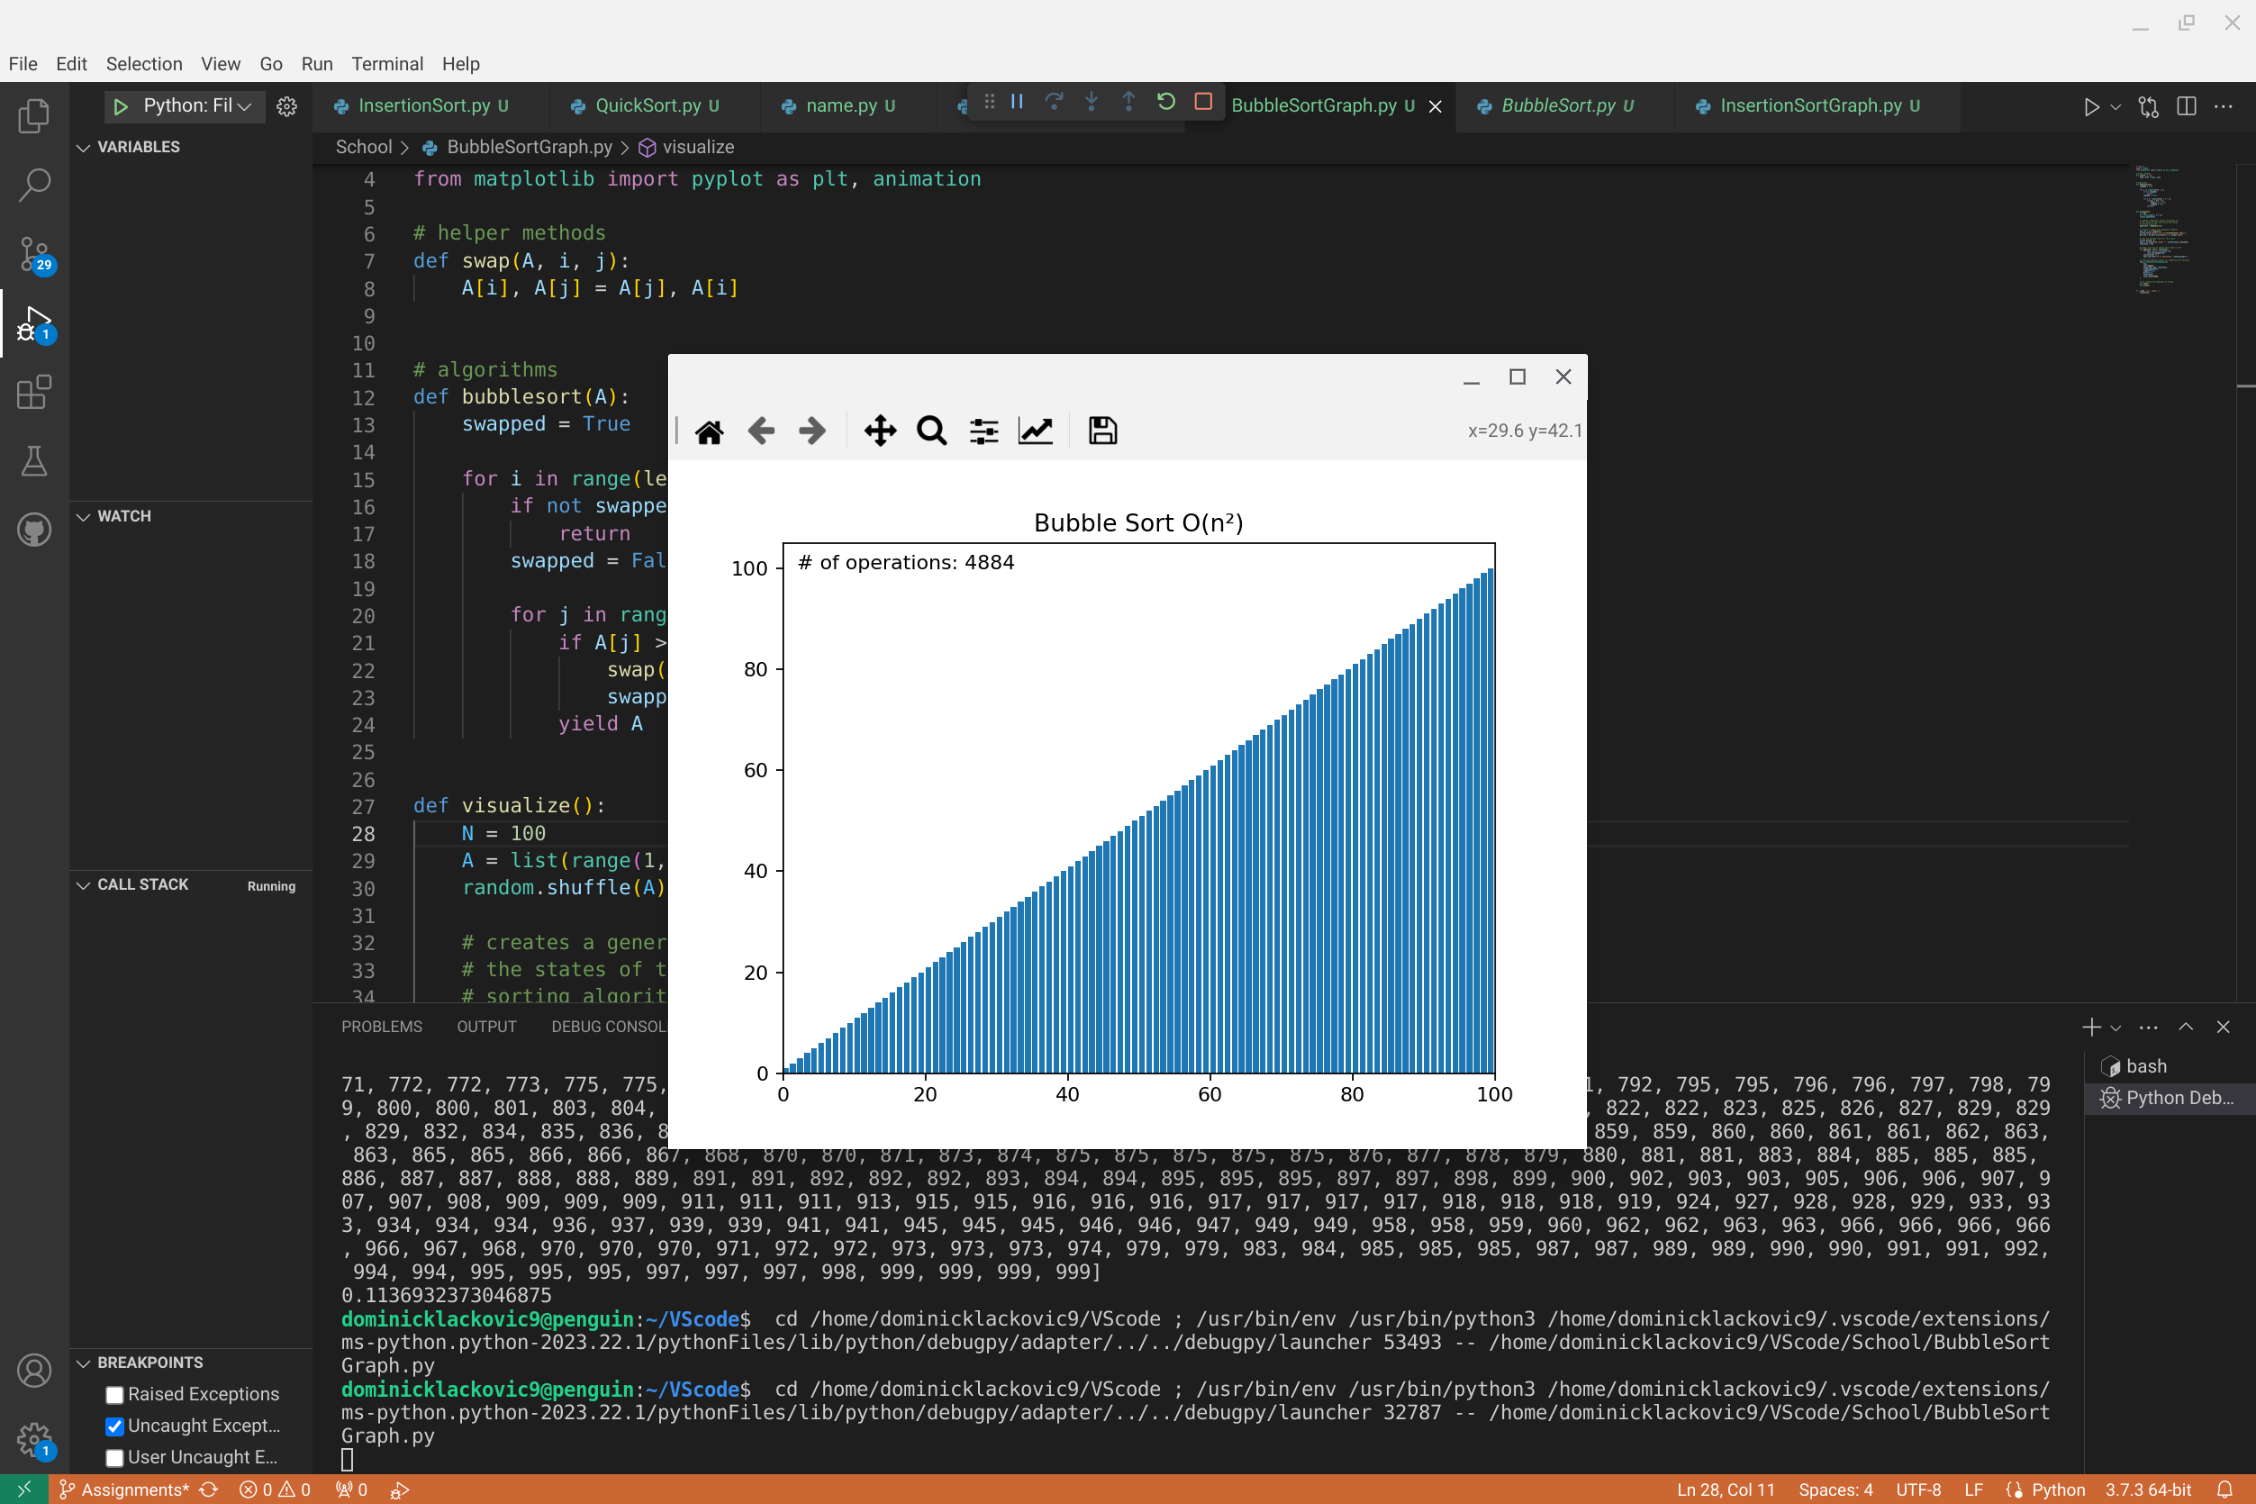 File Edit Selection View Go Run Terminal Help
Python: Fil
InsertionSort.py U
QuickSort.py U
name.py U
BubbleSortGraph.py U
BubbleSort.py U
InsertionSortGraph.py U
VARIABLES
School > BubbleSortGraph.py > visualize
4 from matplotlib import pyplot as plt, animation
5
6 # helper methods
7 def swap(A, i, j):
8 A[i], A[j] = A[j], A[i]
9
10
11 # algorithms
12 def bubblesort(A):
13 swapped = True
14
15 for i in range(le
16 if not swappe
17 return
18 swapped = Fal
19
20 for j in rang
21 if A[j] >
22 swap(
23 swapp
24 yield A
25
26
27 def visualize():
28 N = 100
29 A = list(range(1,
30 random.shuffle(A)
31
32 # creates a gener
33 # the states of t
34 # sorting algorit
29
1
WATCH
CALL STACK Running
x=29.6 y=42.1
Bubble Sort O(n²)
# of operations: 4884
100
80
60
40
20
0
0 20 40 60 80 100
PROBLEMS OUTPUT DEBUG CONSOL
bash
Python Deb...
71, 772, 772, 773, 775, 775, 1, 792, 795, 795, 796, 796, 797, 798, 79
9, 800, 800, 801, 803, 804, , 822, 822, 823, 825, 826, 827, 829, 829
, 829, 832, 834, 835, 836, 8 859, 859, 860, 860, 861, 861, 862, 863,
863, 865, 865, 866, 866, 867, 868, 870, 870, 871, 873, 874, 875, 875, 875, 875, 875, 876, 877, 878, 879, 880, 881, 881, 883, 884, 885, 885, 885,
886, 887, 887, 888, 888, 889, 891, 891, 892, 892, 892, 893, 894, 894, 895, 895, 895, 897, 897, 898, 899, 900, 902, 903, 903, 905, 906, 906, 907, 9
07, 907, 908, 909, 909, 909, 911, 911, 911, 913, 915, 915, 916, 916, 916, 917, 917, 917, 917, 918, 918, 918, 919, 924, 927, 928, 928, 929, 933, 93
3, 934, 934, 934, 936, 937, 939, 939, 941, 941, 945, 945, 945, 946, 946, 947, 949, 949, 958, 958, 959, 960, 962, 962, 963, 963, 966, 966, 966, 966
, 966, 967, 968, 970, 970, 970, 971, 972, 972, 973, 973, 973, 974, 979, 979, 983, 984, 985, 985, 985, 987, 987, 989, 989, 990, 990, 991, 991, 992,
994, 994, 995, 995, 995, 997, 997, 997, 998, 999, 999, 999, 999]
0.1136932373046875
dominicklackovic9@penguin:~/VScode$ cd /home/dominicklackovic9/VScode ; /usr/bin/env /usr/bin/python3 /home/dominicklackovic9/.vscode/extensions/
ms-python.python-2023.22.1/pythonFiles/lib/python/debugpy/adapter/../../debugpy/launcher 53493 -- /home/dominicklackovic9/VScode/School/BubbleSort
Graph.py
dominicklackovic9@penguin:~/VScode$ cd /home/dominicklackovic9/VScode ; /usr/bin/env /usr/bin/python3 /home/dominicklackovic9/.vscode/extensions/
ms-python.python-2023.22.1/pythonFiles/lib/python/debugpy/adapter/../../debugpy/launcher 32787 -- /home/dominicklackovic9/VScode/School/BubbleSort
Graph.py
BREAKPOINTS
Raised Exceptions
Uncaught Except...
User Uncaught E...
1
Assignments* 0 0 0 Ln 28, Col 11 Spaces: 4 UTF-8 LF Python 3.7.3 64-bit